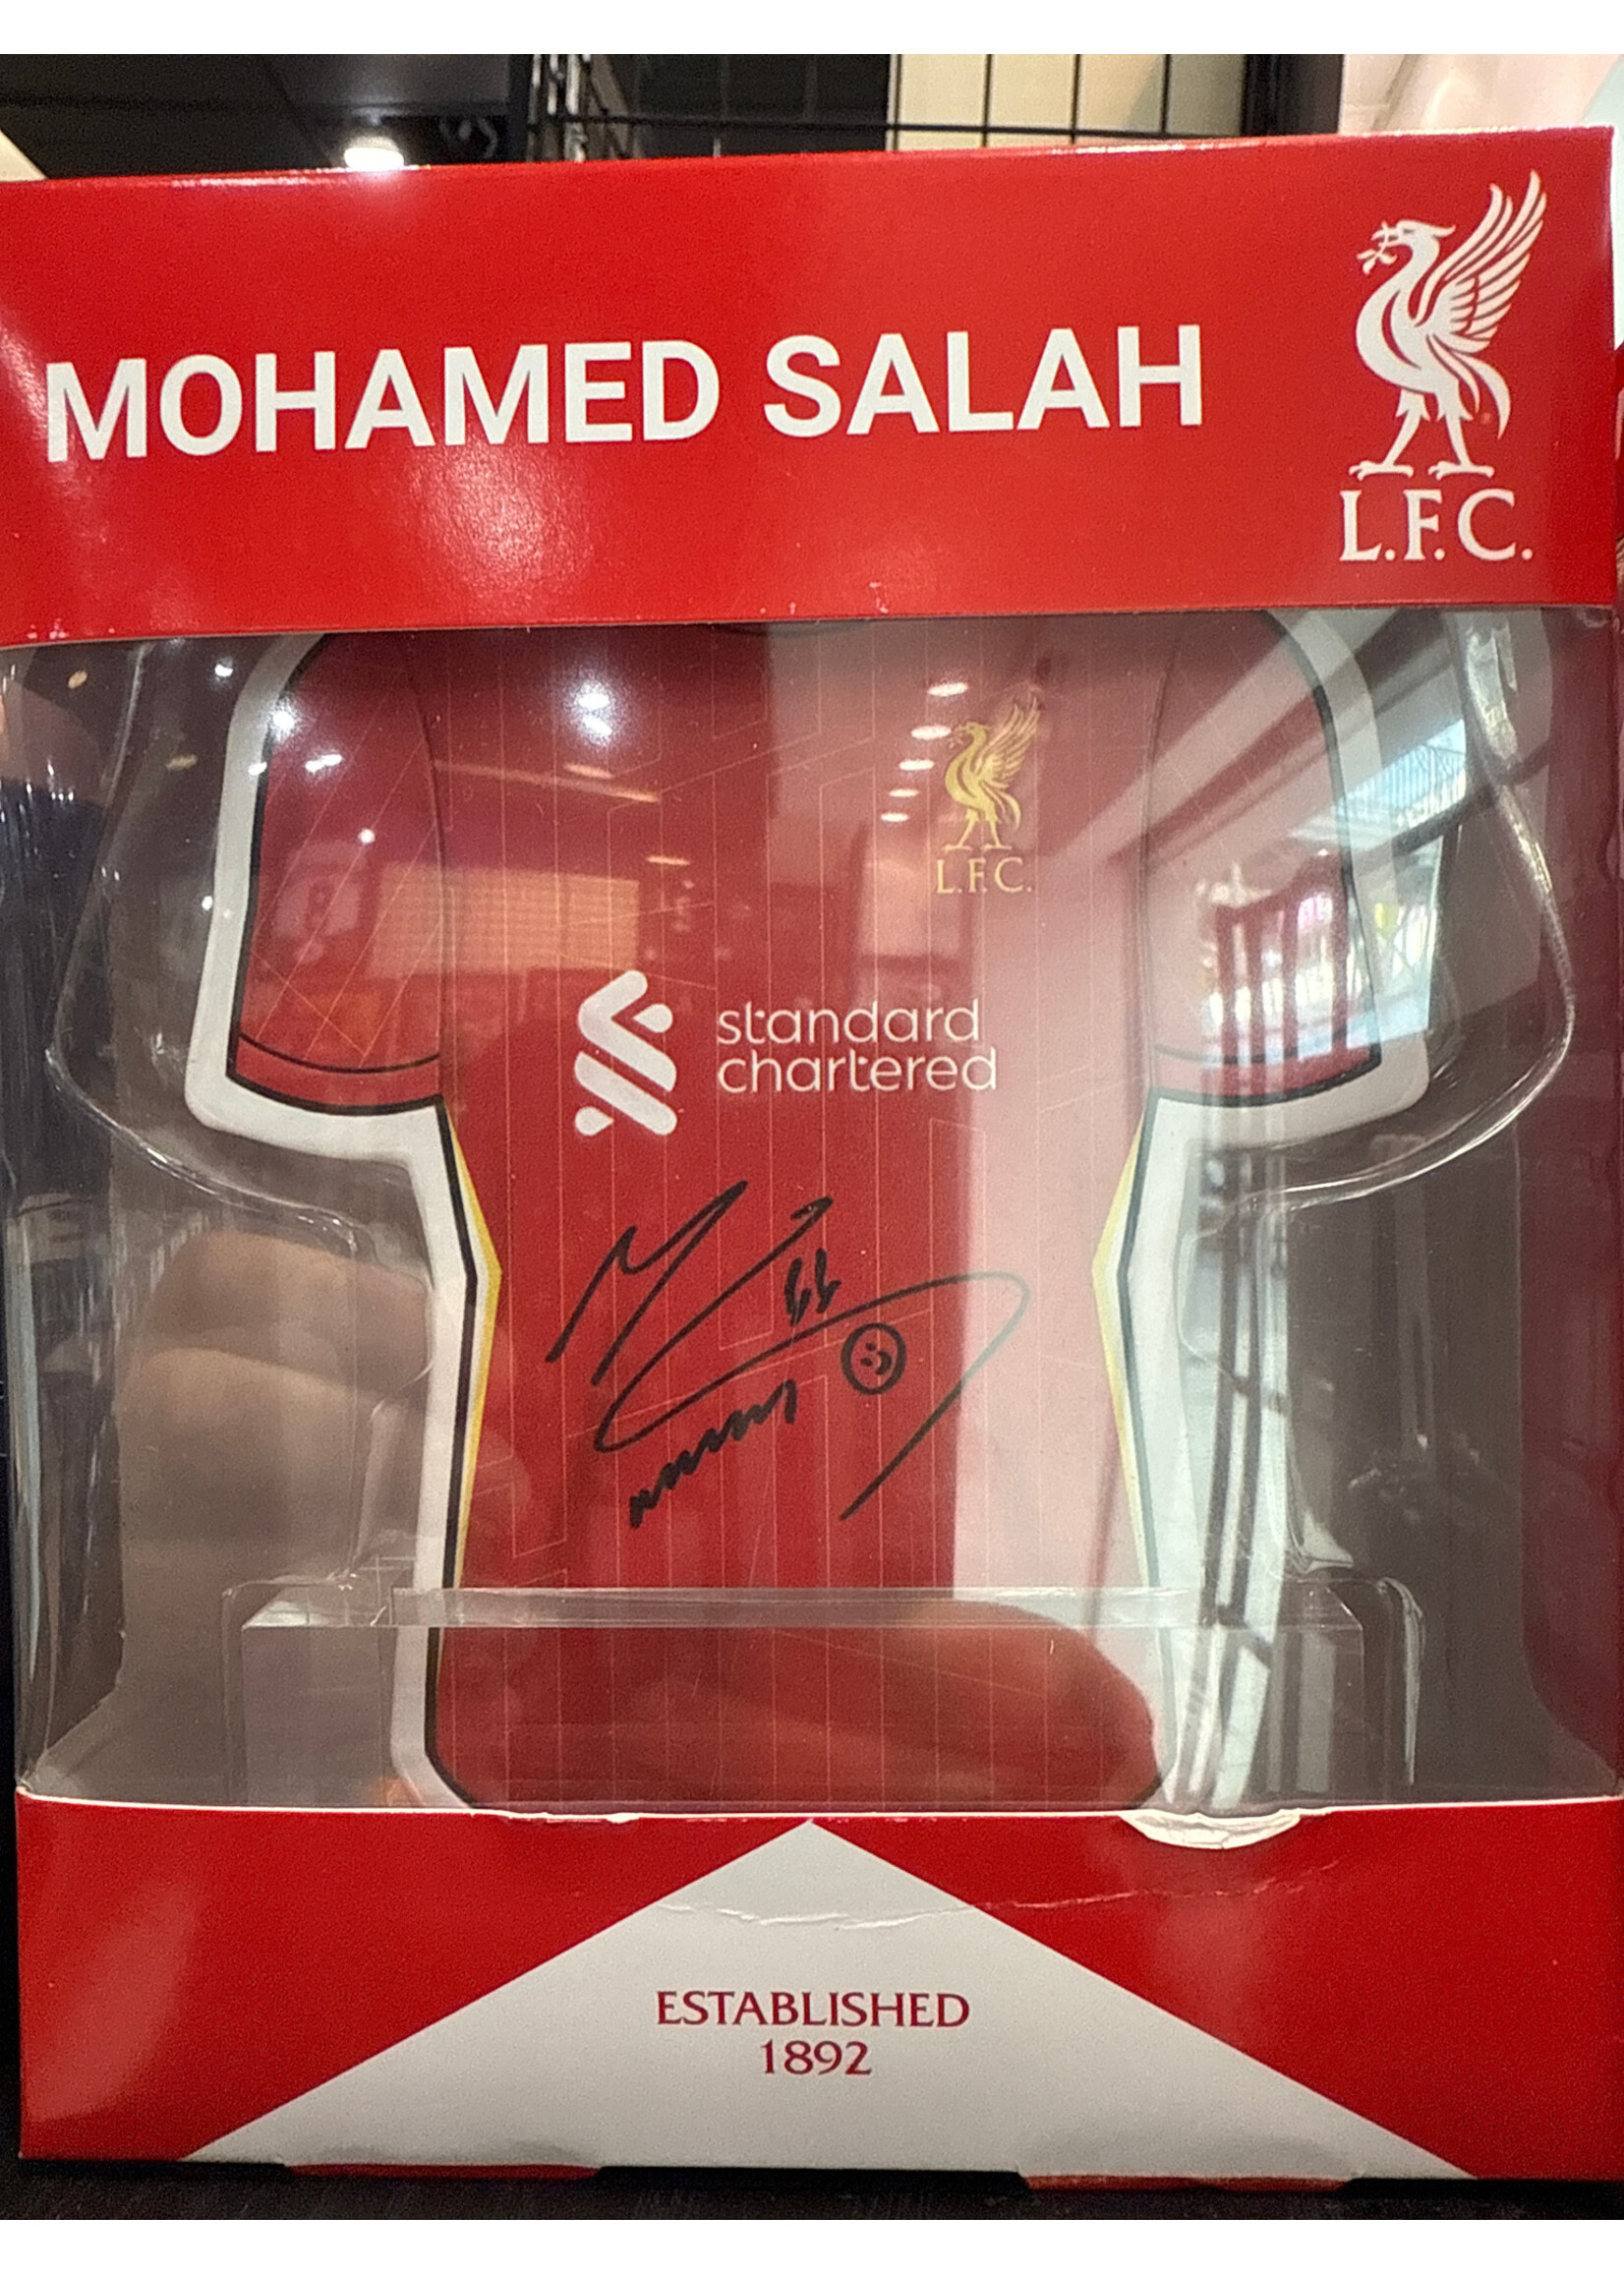 MOHAMED SALAH
L.F.C.
L.F.C.
standard
chartered
ESTABLISHED
1892